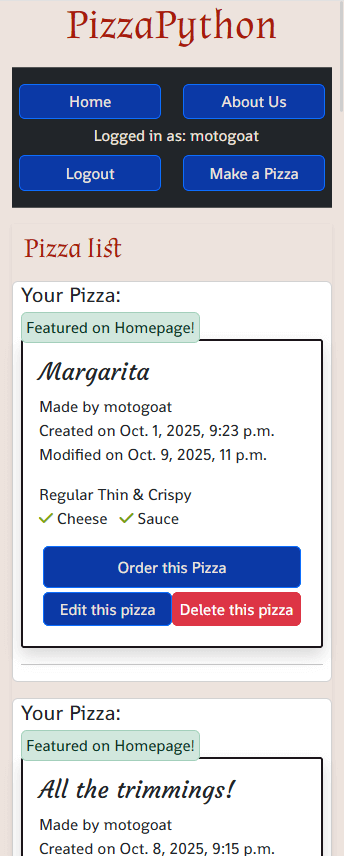 PizzaPython
Home
About Us
Logged in as: motogoat
Logout
Make a Pizza
Pizza list
Your Pizza:
Featured on Homepage!
Margarita
Made by motogoat
Created on Oct. 1, 2025, 9:23 p.m.
Modified on Oct. 9, 2025, 11 p.m.
Regular Thin & Crispy
Cheese Sauce
Order this Pizza
Edit this pizza
Delete this pizza
Your Pizza:
Featured on Homepage!
All the trimmings!
Made by motogoat
Created on Oct. 8, 2025, 9:15 p.m.